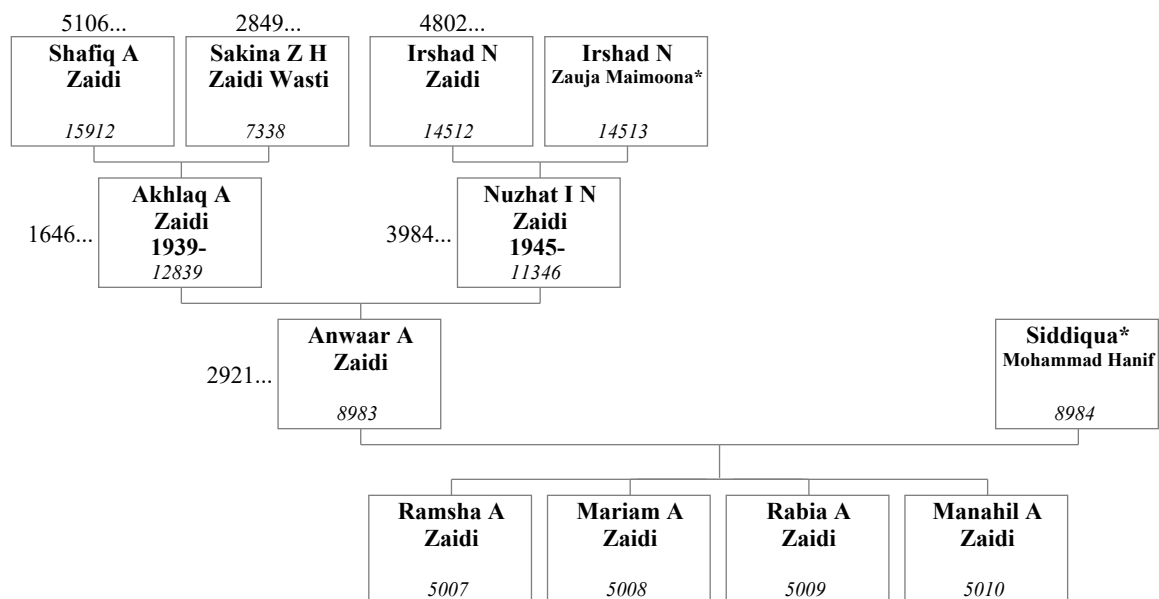 5106...
2849...
4802...
Shafiq A
Zaidi
15912
Sakina Z H
Zaidi Wasti
7338
Irshad N
Zaidi
14512
Irshad N
Zauja Maimoona*
14513
1646...
Akhlaq A
Zaidi
1939-
12839
3984...
Nuzhat I N
Zaidi
1945-
11346
2921...
Anwaar A
Zaidi
8983
Siddiqua*
Mohammad Hanif
8984
Ramsha A
Zaidi
5007
Mariam A
Zaidi
5008
Rabia A
Zaidi
5009
Manahil A
Zaidi
5010